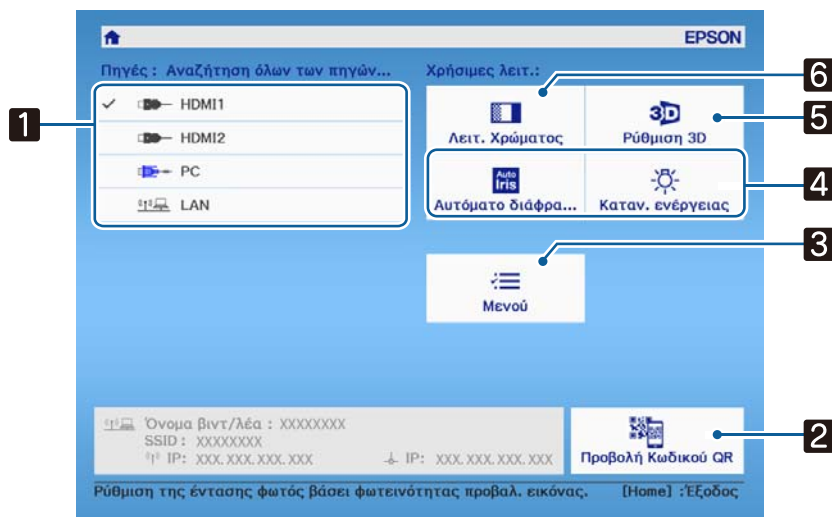 EPSON
Πηγές : Αναζήτηση όλων των πηγών...
Χρήσιμες λειτ.:
6
1
HDMI1
HDMI2
PC
LAN
Λειτ. Χρώματος
3D
Ρύθμιση 3D
5
Auto
Iris
Αυτόματο διάφρα...
Καταν. ενέργειας
4
3
Μενού
Όνομα βιντ/λέα : XXXXXXXX
SSID : XXXXXXXX
IP: XXX. XXX. XXX. XXX
IP: XXX. XXX. XXX. XXX
Προβολή Κωδικού QR
2
Ρύθμιση της έντασης φωτός βάσει φωτεινότητας προβαλ. εικόνας.
[Home] :Έξοδος